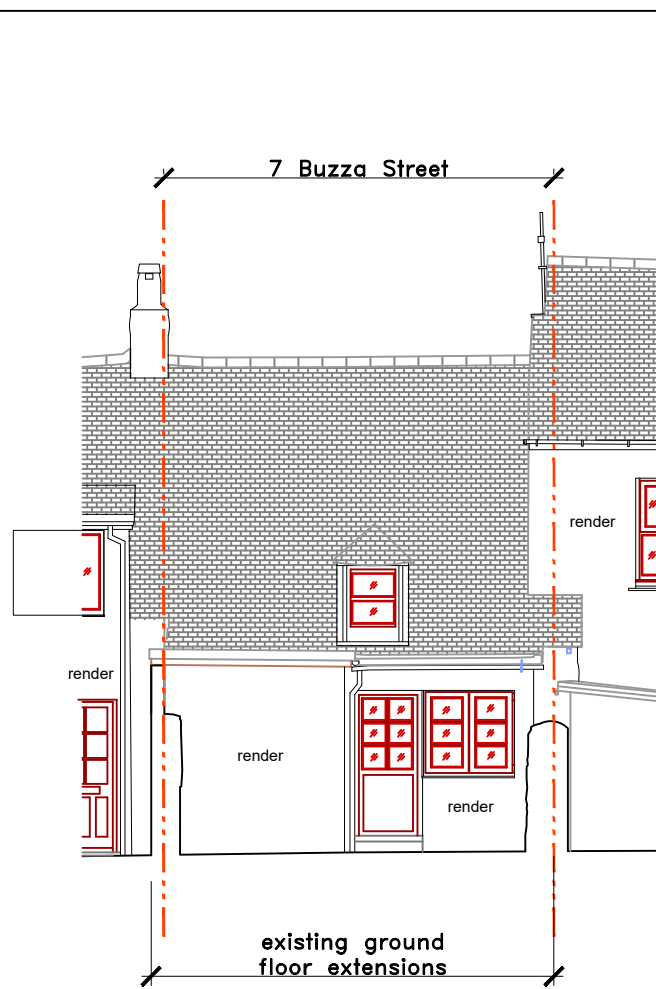 7 Buzza Street
render
render
render
render
existing ground
floor extensions